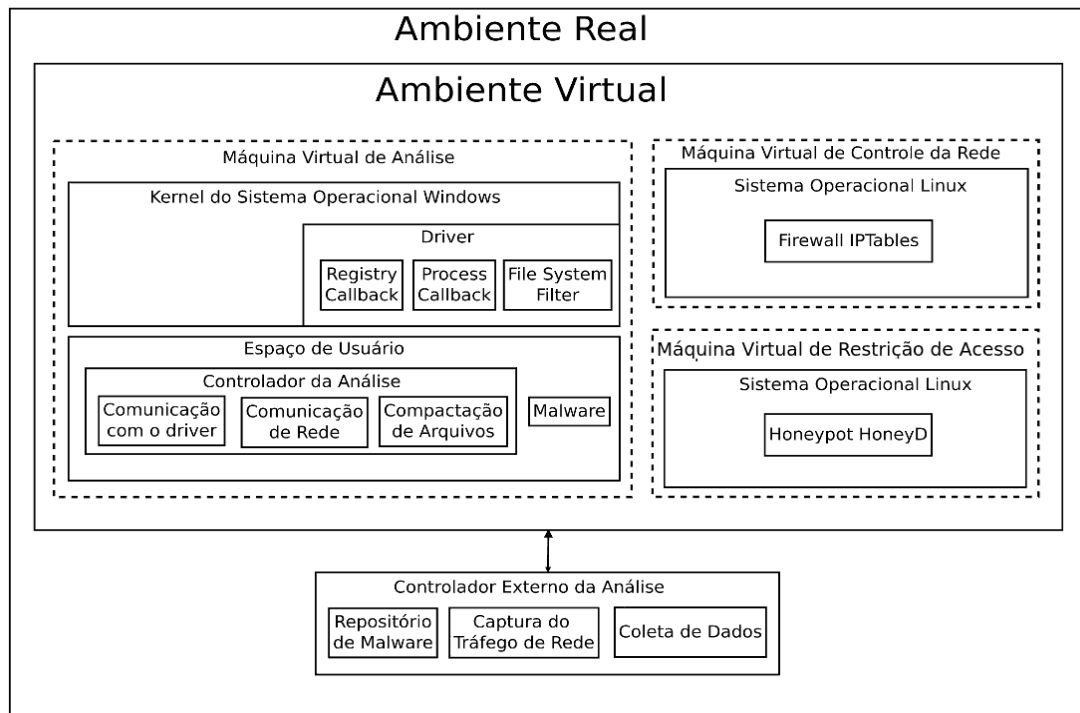 Ambiente Real
Ambiente Virtual
Máquina Virtual de Análise
Kernel do Sistema Operacional Windows
Driver
Registry
Callback
Process
Callback
File System
Filter
Espaço de Usuário
Controlador da Análise
Comunicação
com o driver
Comunicação
de Rede
Compactação
de Arquivos
Malware
Máquina Virtual de Controle da Rede
Sistema Operacional Linux
Firewall IPTables
Máquina Virtual de Restrição de Acesso
Sistema Operacional Linux
Honeypot HoneyD
Controlador Externo da Análise
Repositório
de Malware
Captura do
Tráfego de Rede
Coleta de Dados